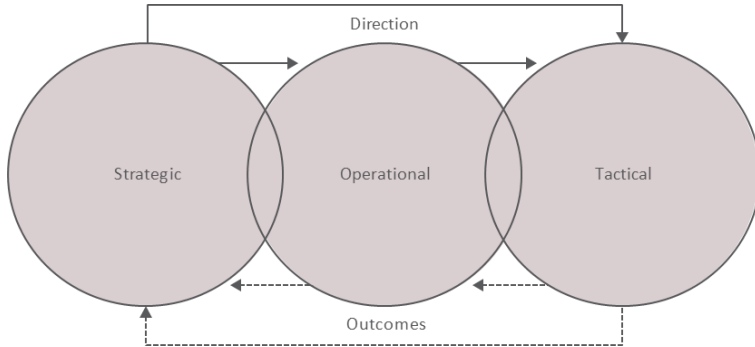 Direction
Strategic
Operational
Tactical
Outcomes